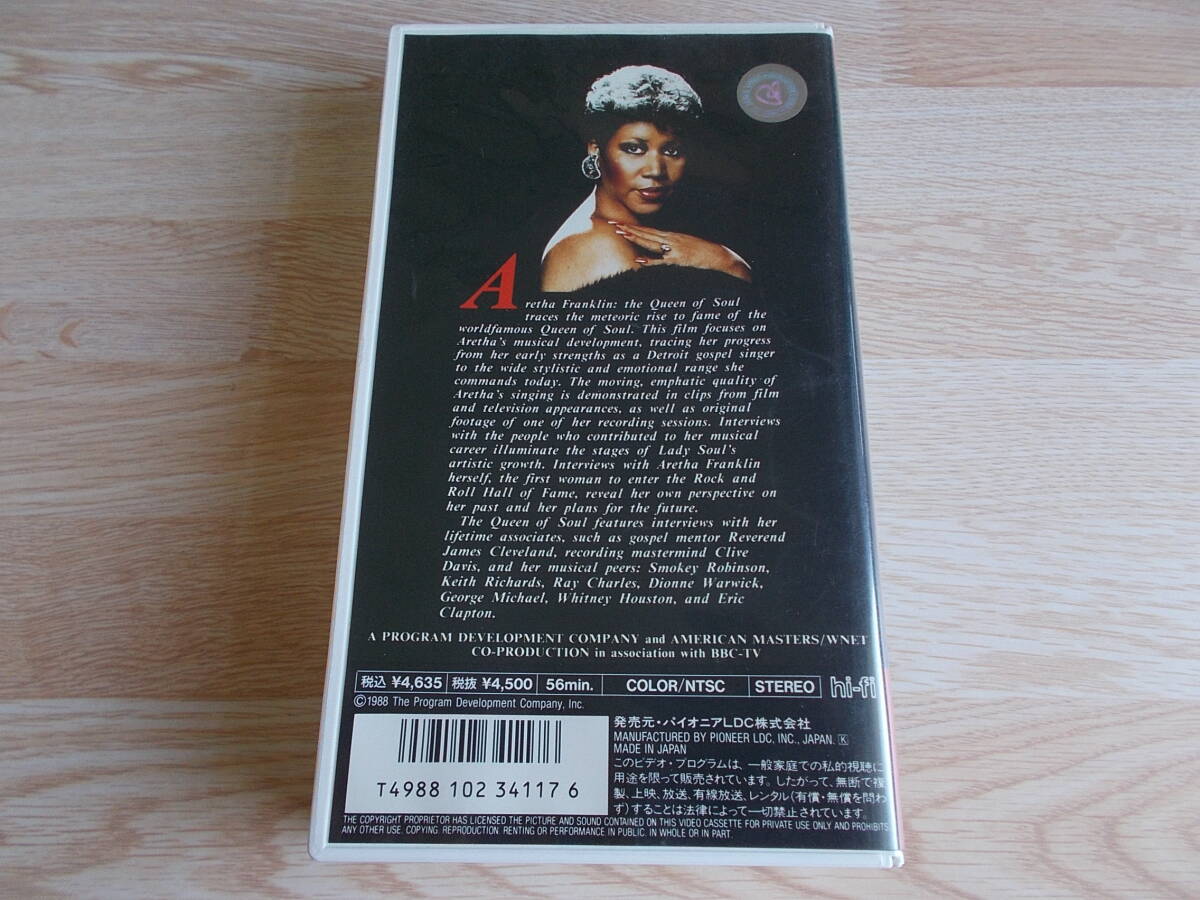 Aretha Franklin: the Queen of Soul
traces the meteoric rise to fame of the
worldfamous Queen of Soul. This film focuses on
Aretha's musical development, tracing her progress
from her early strengths as a Detroit gospel singer
to the wide stylistic and emotional range she
commands today. The moving, emphatic quality of
Aretha's singing is demonstrated in clips from film
and television appearances, as well as original
footage of one of her recording sessions. Interviews
with the people who contributed to her musical
career illuminate the stages of Lady Soul's
artistic growth. Interviews with Aretha Franklin
herself, the first woman to enter the Rock and
Roll Hall of Fame, reveal her own perspective on
her past and her plans for the future.
The Queen of Soul features interviews with her
lifetime associates, such as gospel mentor Reverend
James Cleveland, recording mastermind Clive
Davis, and her musical peers: Smokey Robinson,
Keith Richards, Ray Charles, Dionne Warwick,
George Michael, Whitney Houston, and Eric
Clapton.
A PROGRAM DEVELOPMENT COMPANY and AMERICAN MASTERS/WNET
CO-PRODUCTION in association with BBC-TV
税込 ¥4,635 税抜 ¥4,500 56min. COLOR/NTSC STEREO hi-fi
©1988 The Program Development Company, Inc.
T4988102341176
発売元・パイオニアLDC株式会社
MANUFACTURED BY PIONEER LDC, INC., JAPAN. K
MADE IN JAPAN
このビデオ・プログラムは、一般家庭での私的視聴に
用途を限って販売されています。したがって、無断で複
製、上映、放送、有線放送、レンタル(有償・無償を問わ
ず)することは法律によって一切禁止されています。
THE COPYRIGHT PROPRIETOR HAS LICENSED THE PICTURE AND SOUND CONTAINED ON THIS VIDEO CASSETTE FOR PRIVATE USE ONLY AND PROHIBITS
ANY OTHER USE. COPYING. REPRODUCTION. RENTING OR PERFORMANCE IN PUBLIC. IN WHOLE OR IN PART.